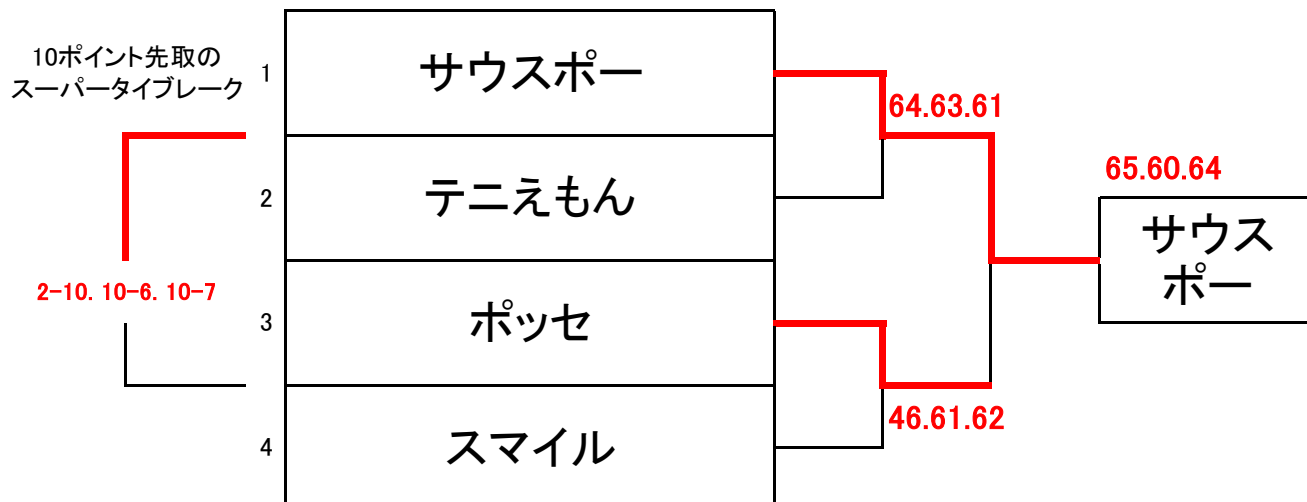 10ポイント先取の
スーパータイブレーク
1
サウスポー
64.63.61
2
テニえもん
65.60.64
サウス
ポー
2-10. 10-6. 10-7
3
ポッセ
46.61.62
4
スマイル